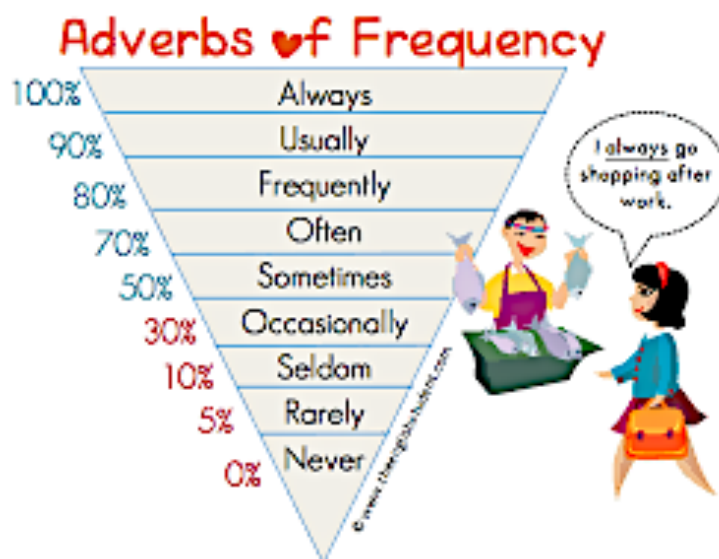 Adverbs of Frequency
100% Always
90% Usually
80% Frequently
70% Often
50% Sometimes
30% Occasionally
10% Seldom
5% Rarely
0% Never
I always go
shopping after
work.